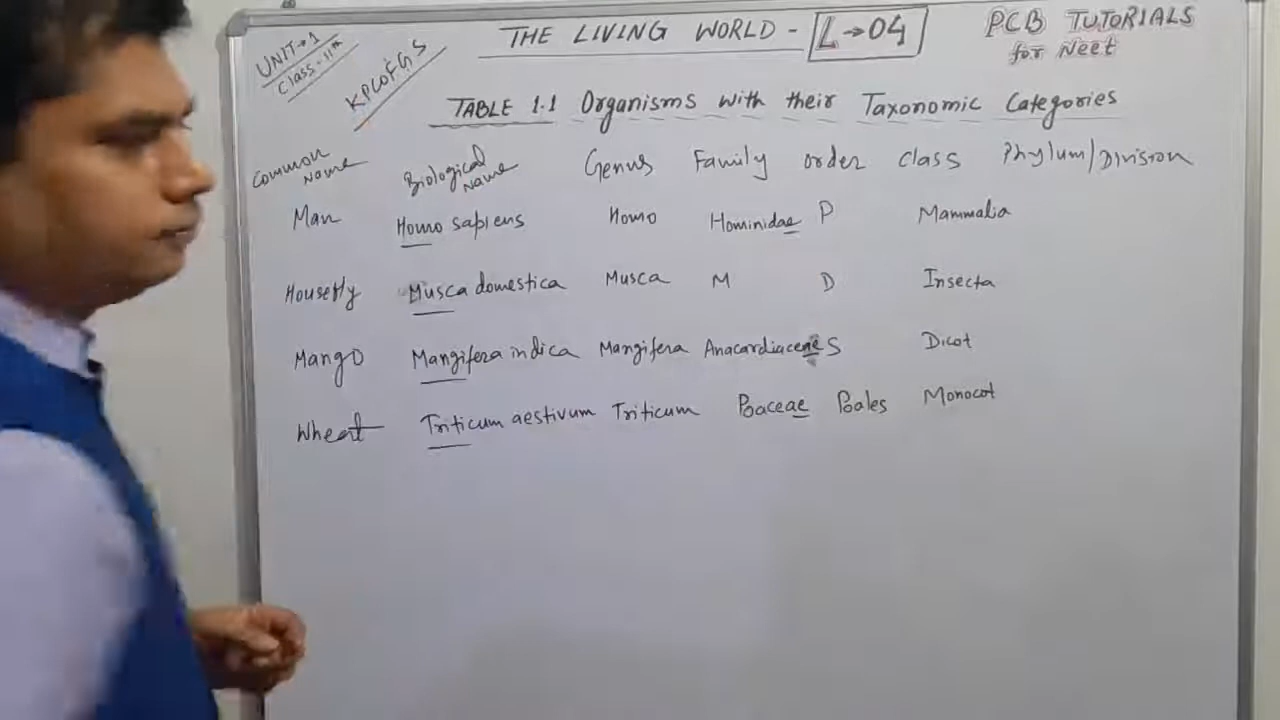 UNIT→1
Class-11th
KPCOFGS
THE LIVING WORLD - L→04
PCB TUTORIALS
for Neet
TABLE 1.1 Organisms with their Taxonomic Categories
Common Name Biological Name Genus Family order class Phylum/Division
Man Homo sapiens Homo Hominidae P Mammalia
Housefly Musca domestica Musca M D Insecta
Mango Mangifera indica Mangifera Anacardiaceae S Dicot
Wheat Triticum aestivum Triticum Poaceae Poales Monocot